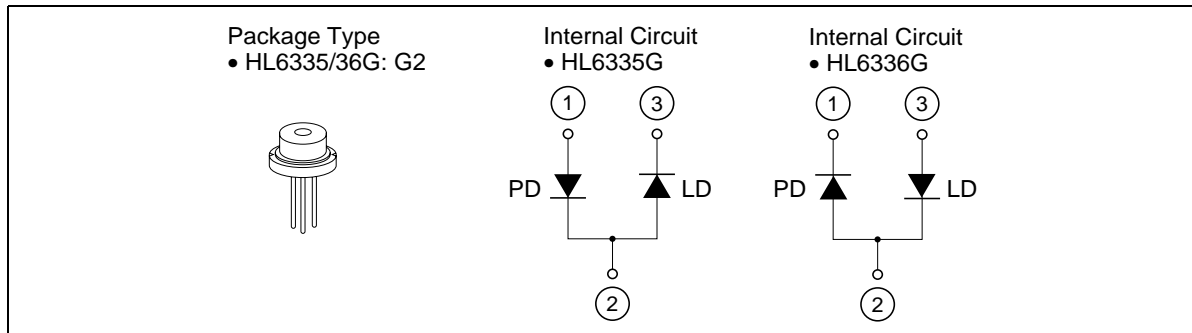 Package Type
• HL6335/36G: G2
Internal Circuit
• HL6335G
1
3
PD
LD
2
Internal Circuit
• HL6336G
1
3
PD
LD
2